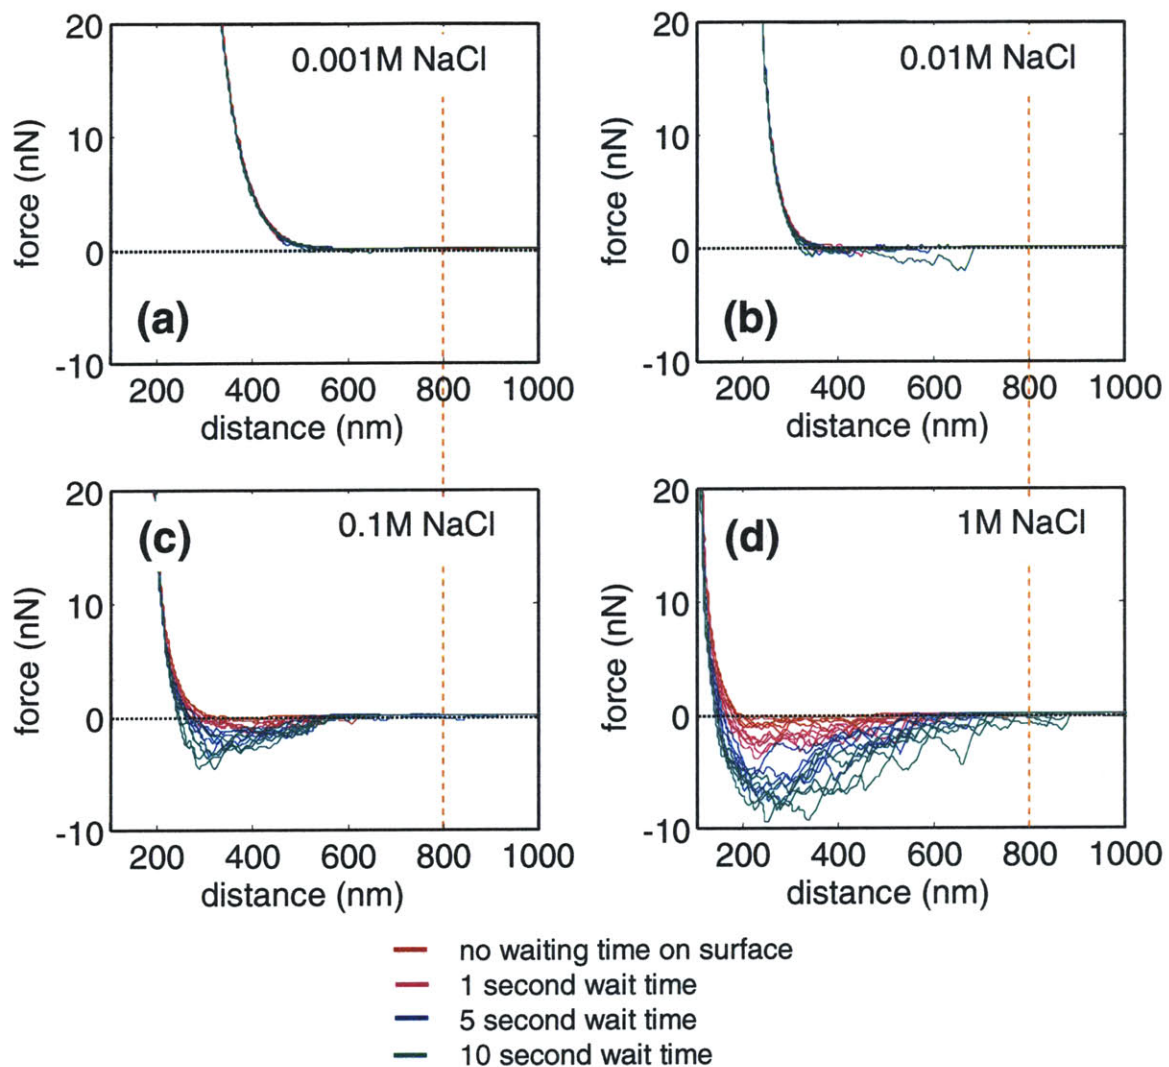 20
10
0
-10
force (nN)
0.001M NaCl
(a)
200 400 600 800 1000
distance (nm)
20
10
0
-10
force (nN)
0.01M NaCl
(b)
200 400 600 800 1000
distance (nm)
20
10
0
-10
force (nN)
(c)
0.1M NaCl
200 400 600 800 1000
distance (nm)
20
10
0
-10
force (nN)
(d)
1M NaCl
200 400 600 800 1000
distance (nm)
no waiting time on surface
1 second wait time
5 second wait time
10 second wait time